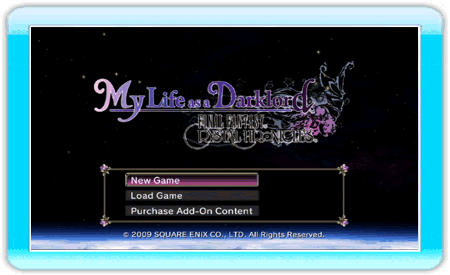 My Life as a Darklord
FINAL FANTASY
CRYSTAL CHRONICLES
New Game
Load Game
Purchase Add-On Content
© 2009 SQUARE ENIX CO., LTD. All Rights Reserved.